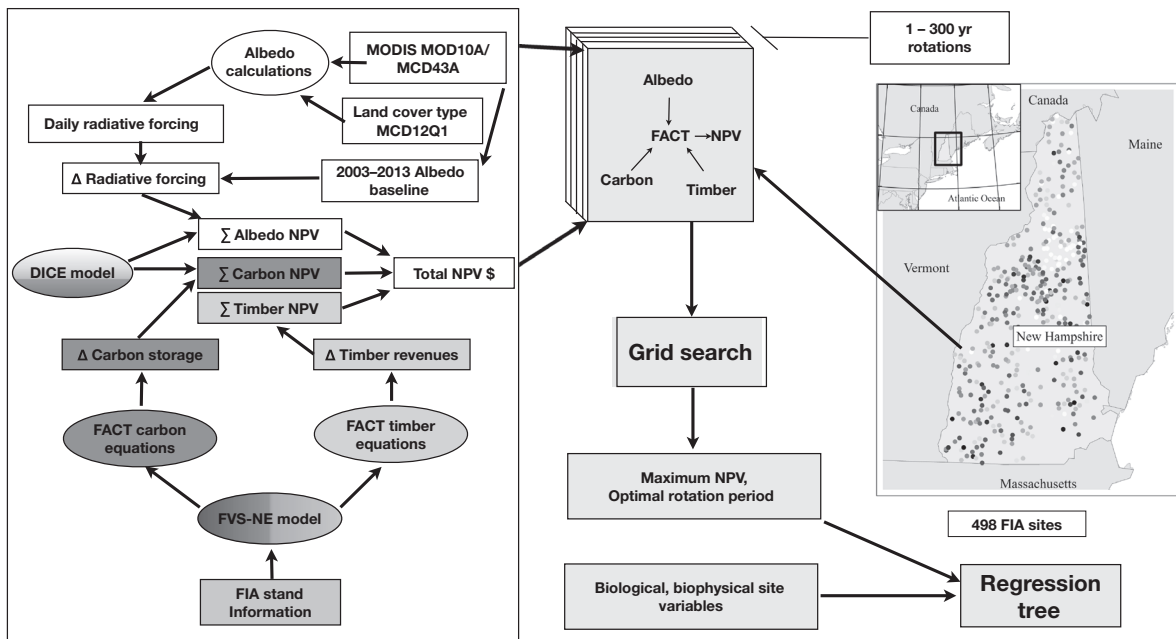 Albedo
calculations
MODIS MOD10A/
MCD43A
Land cover type
MCD12Q1
Daily radiative forcing
Δ Radiative forcing
2003–2013 Albedo
baseline
∑ Albedo NPV
DICE model
∑ Carbon NPV
Total NPV $
∑ Timber NPV
Δ Carbon storage
Δ Timber revenues
FACT carbon
equations
FACT timber
equations
FVS-NE model
FIA stand
Information
Albedo
FACT
NPV
Carbon
Timber
Grid search
Maximum NPV,
Optimal rotation period
Biological, biophysical site
variables
Regression
tree
1 – 300 yr
rotations
Canada
Atlantic Ocean
Canada
Maine
Vermont
New Hampshire
Massachusetts
498 FIA sites